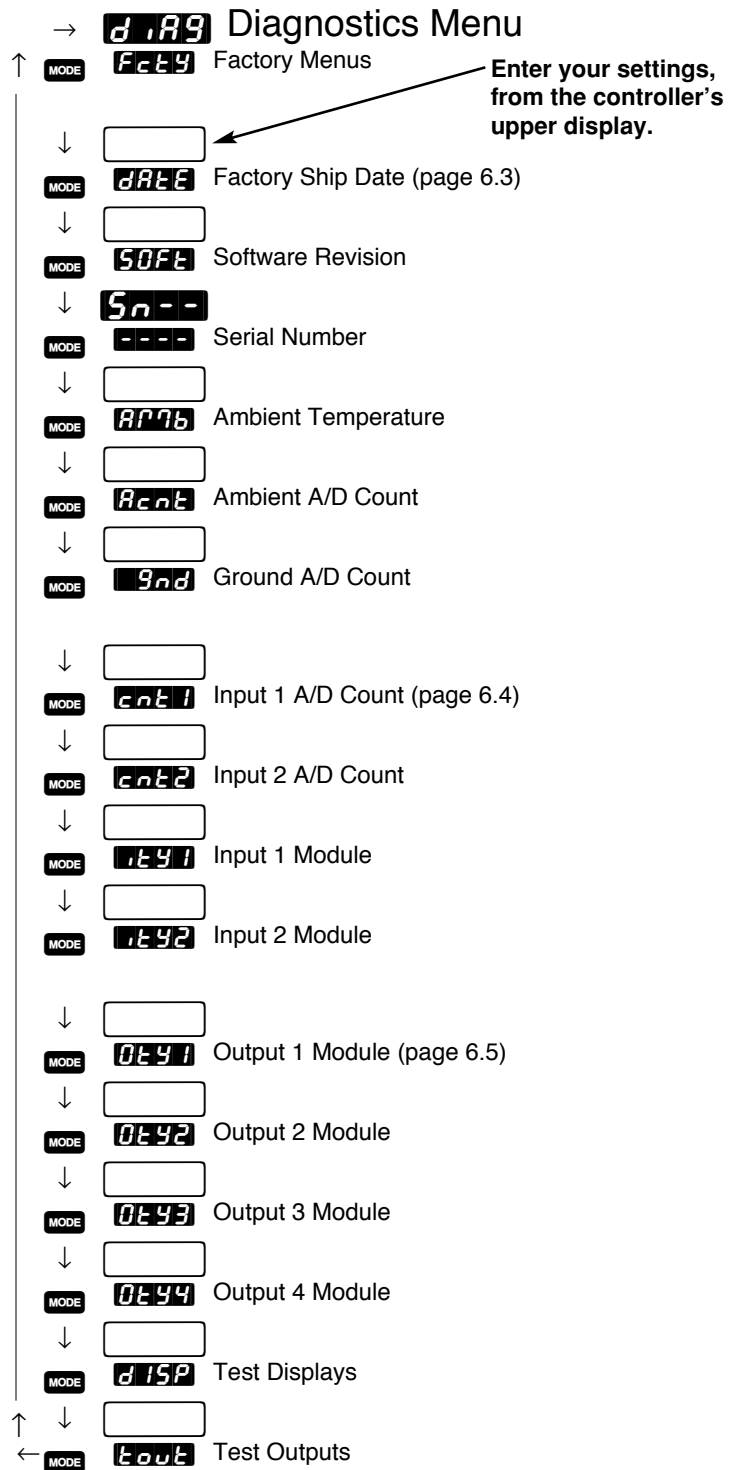 → diAg Diagnostics Menu
↑ MODE Fcty Factory Menus
Enter your settings,
from the controller's
upper display.
↓
MODE dAtE Factory Ship Date (page 6.3)
↓
MODE SOFt Software Revision
↓ Sn--
MODE ---- Serial Number
↓
MODE AMb Ambient Temperature
↓
MODE Acnt Ambient A/D Count
↓
MODE gnd Ground A/D Count
↓
MODE cnt1 Input 1 A/D Count (page 6.4)
↓
MODE cnt2 Input 2 A/D Count
↓
MODE ity1 Input 1 Module
↓
MODE ity2 Input 2 Module
↓
MODE Oty1 Output 1 Module (page 6.5)
↓
MODE Oty2 Output 2 Module
↓
MODE Oty3 Output 3 Module
↓
MODE Oty4 Output 4 Module
↓
MODE diSP Test Displays
↑ ↓
← MODE tout Test Outputs